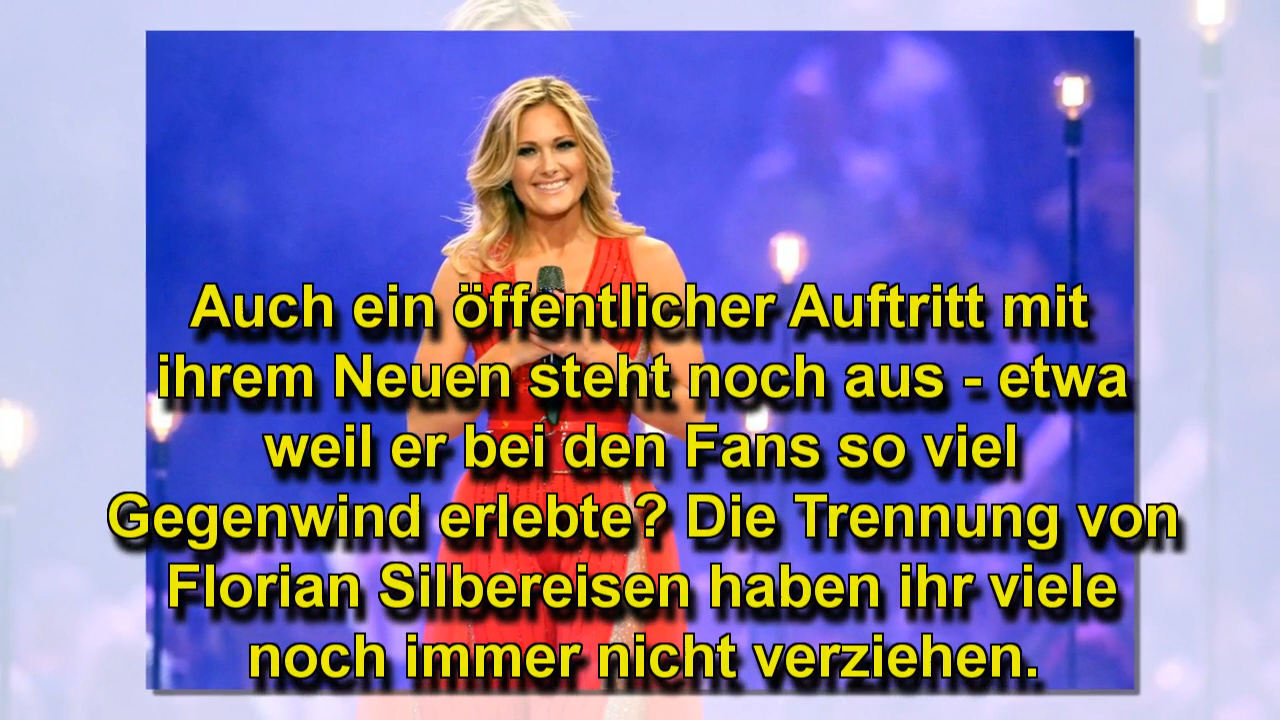 Auch ein öffentlicher Auftritt mit
ihrem Neuen steht noch aus - etwa
weil er bei den Fans so viel
Gegenwind erlebte? Die Trennung von
Florian Silbereisen haben ihr viele
noch immer nicht verziehen.